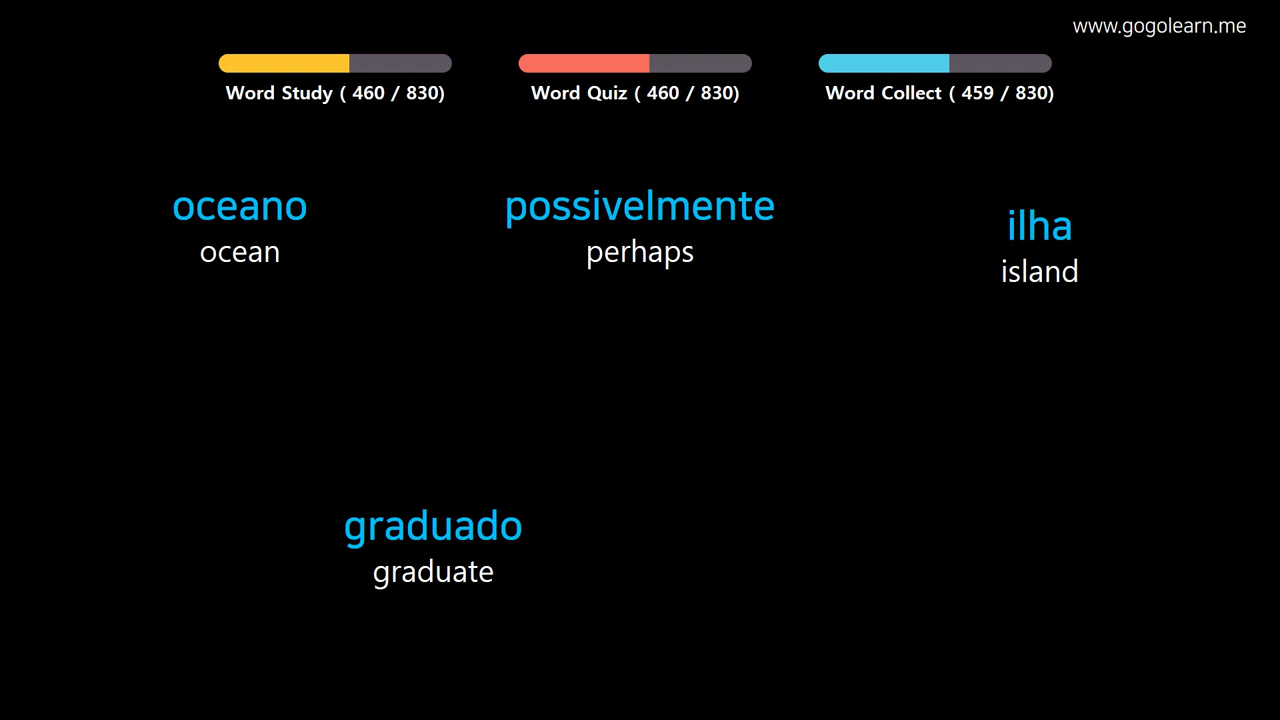 www.gogolearn.me
Word Study ( 460 / 830)
Word Quiz ( 460 / 830)
Word Collect ( 459 / 830)
oceano
ocean
possivelmente
perhaps
ilha
island
graduado
graduate